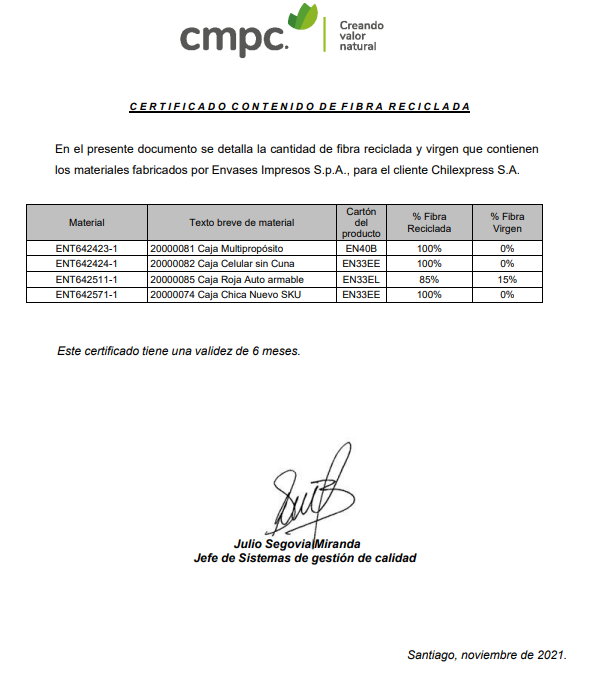 cmpc.
Creando
valor
natural
CERTIFICADO CONTENIDO DE FIBRA RECICLADA
En el presente documento se detalla la cantidad de fibra reciclada y virgen que contienen
los materiales fabricados por Envases Impresos S.p.A., para el cliente Chilexpress S.A.
Material Texto breve de material Cartón del producto % Fibra Reciclada % Fibra Virgen
ENT642423-1 20000081 Caja Multipropósito EN40B 100% 0%
ENT642424-1 20000082 Caja Celular sin Cuna EN33EE 100% 0%
ENT642511-1 20000085 Caja Roja Auto armable EN33EL 85% 15%
ENT642571-1 20000074 Caja Chica Nuevo SKU EN33EE 100% 0%
Este certificado tiene una validez de 6 meses.
Julio Segovia Miranda
Jefe de Sistemas de gestión de calidad
Santiago, noviembre de 2021.